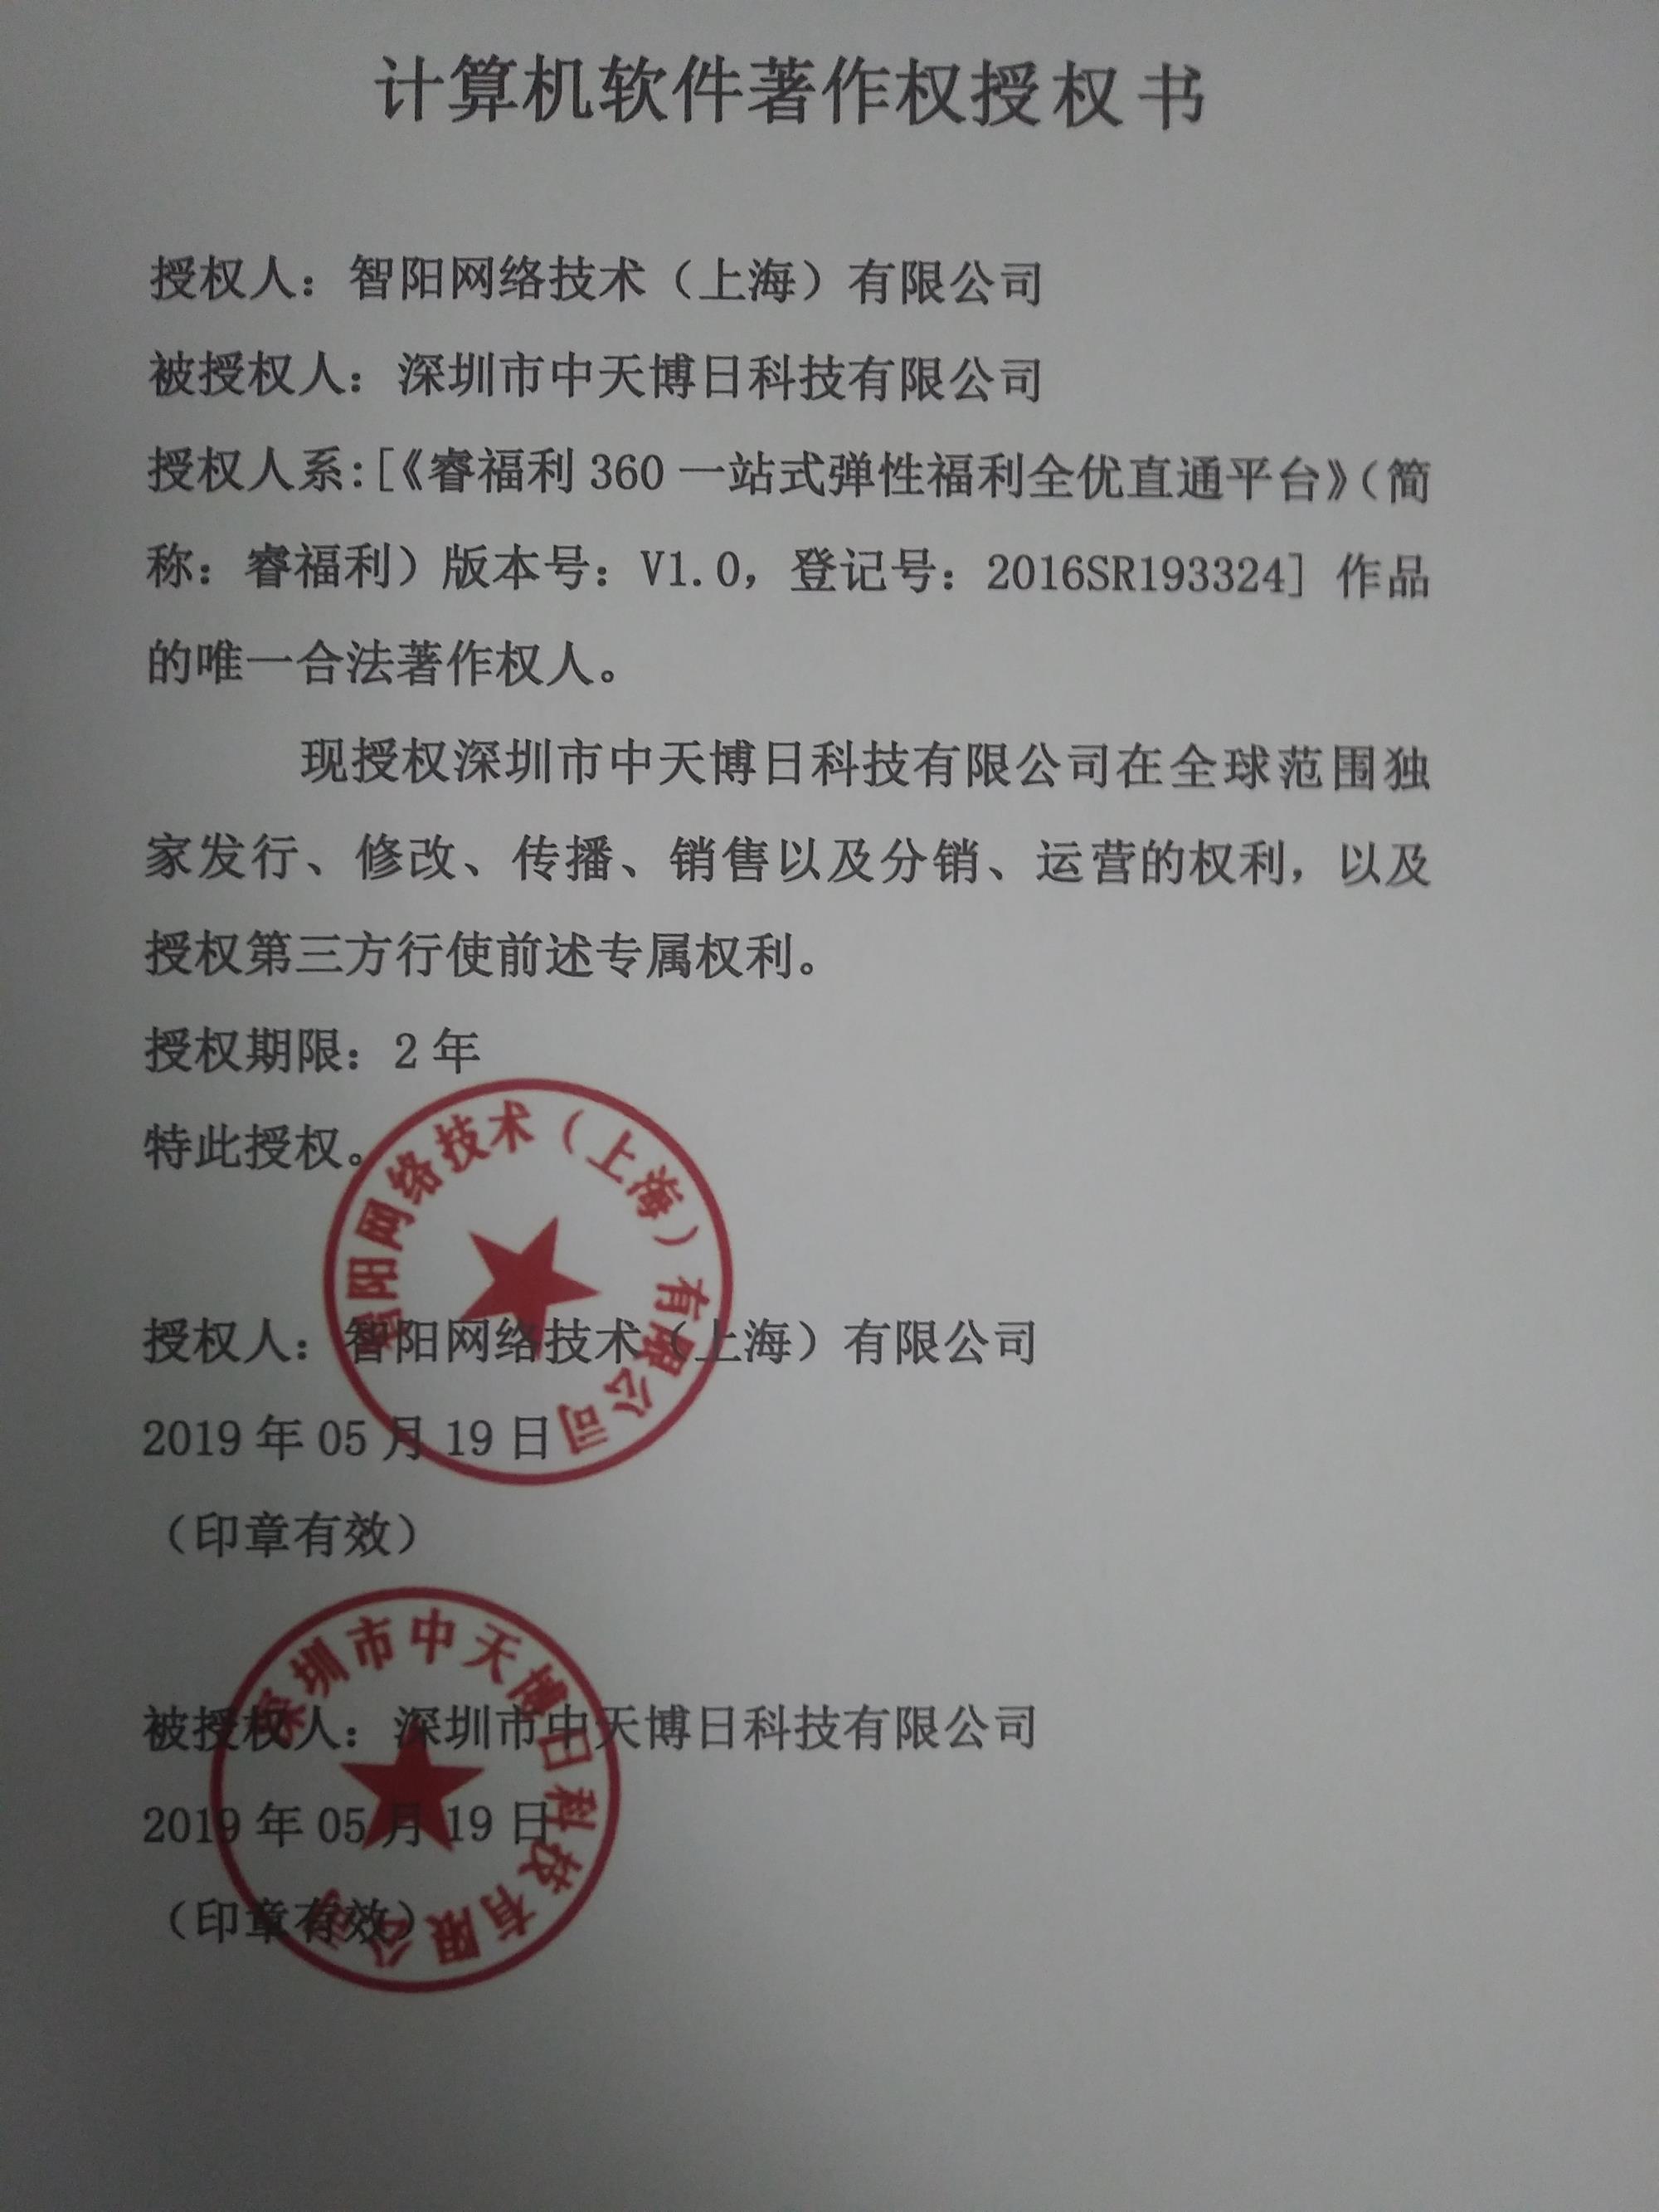 计算机软件著作权授权书
授权人：智阳网络技术（上海）有限公司
被授权人：深圳市中天博日科技有限公司
授权人系:[《睿福利 360 一站式弹性福利全优直通平台》（简
称：睿福利）版本号：V1.0，登记号：2016SR193324] 作品
的唯一合法著作权人。
现授权深圳市中天博日科技有限公司在全球范围独
家发行、修改、传播、销售以及分销、运营的权利，以及
授权第三方行使前述专属权利。
授权期限：2 年
特此授权。
智阳网络技术（上海）有限公司
授权人：智阳网络技术（上海）有限公司
2019 年 05 月 19 日
（印章有效）
深圳市中天博日科技有限公司
被授权人：深圳市中天博日科技有限公司
2019 年 05 月 19 日
（印章有效）